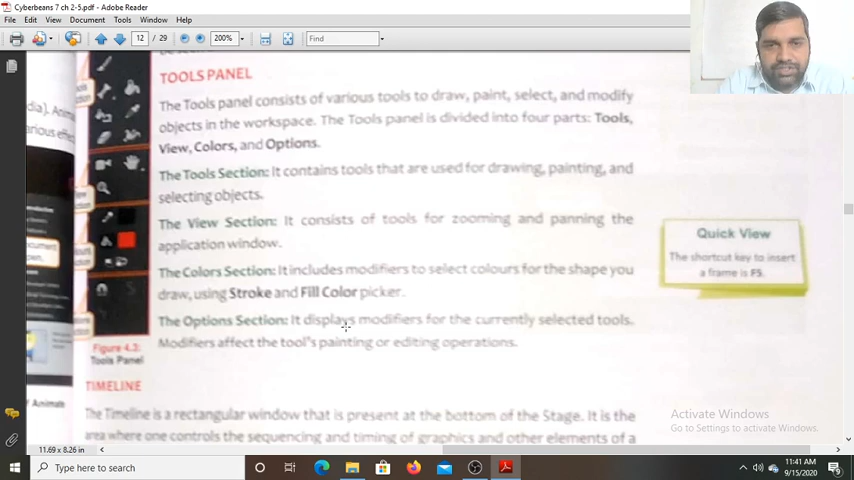 Cyberbeans 7 ch 2-5.pdf - Adobe Reader
File Edit View Document Tools Window Help
12 / 29 200% Find
TOOLS PANEL
The Tools panel consists of various tools to draw, paint, select, and modify
objects in the workspace. The Tools panel is divided into four parts: Tools,
View, Colors, and Options.
The Tools Section: It contains tools that are used for drawing, painting, and
selecting objects.
The View Section: It consists of tools for zooming and panning the
application window.
The Colors Section: It includes modifiers to select colours for the shape you
draw, using Stroke and Fill Color picker.
The Options Section: It displays modifiers for the currently selected tools.
Modifiers affect the tool's painting or editing operations.
Quick View
The shortcut key to insert
a frame is F5.
Figure 4.3:
Tools Panel
TIMELINE
The Timeline is a rectangular window that is present at the bottom of the Stage. It is the
area where one controls the sequencing and timing of graphics and other elements of a
dia). Anim
various effe
Activate Windows
Go to Settings to activate Windows.
11.69 x 8.26 in
Type here to search
11:41 AM
9/15/2020